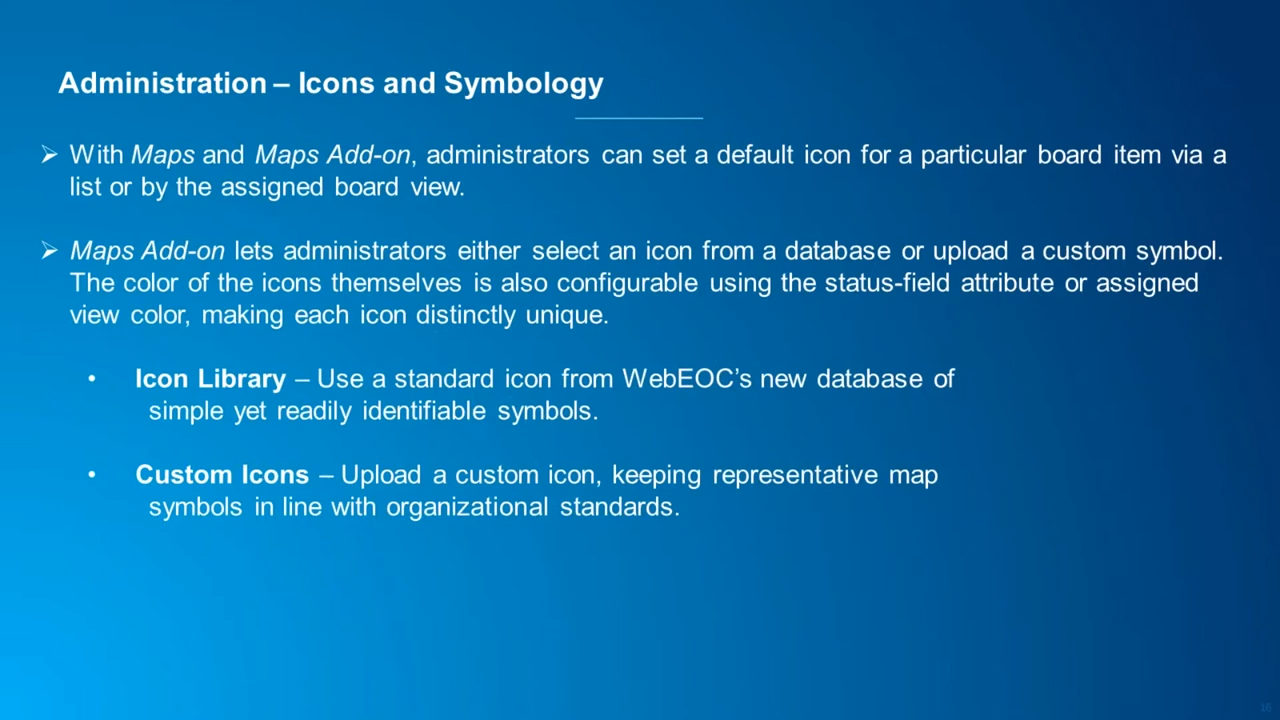 Administration – Icons and Symbology
➢ With Maps and Maps Add-on, administrators can set a default icon for a particular board item via a
list or by the assigned board view.
➢ Maps Add-on lets administrators either select an icon from a database or upload a custom symbol.
The color of the icons themselves is also configurable using the status-field attribute or assigned
view color, making each icon distinctly unique.
• Icon Library – Use a standard icon from WebEOC’s new database of
simple yet readily identifiable symbols.
• Custom Icons – Upload a custom icon, keeping representative map
symbols in line with organizational standards.
16